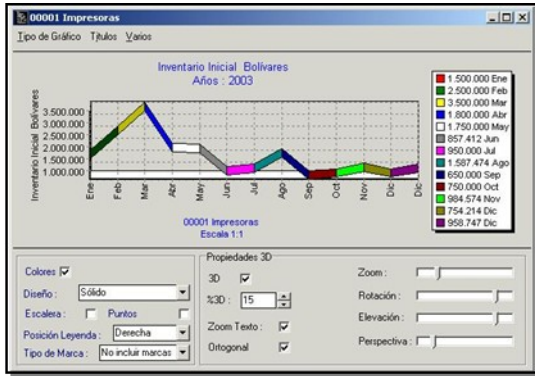 00001 Impresoras
Tipo de Gráfico Títulos Varios
Inventario Inicial Bolívares
Años : 2003
Inventario Inicial Bolívares
3.500.000
3.000.000
2.500.000
2.000.000
1.500.000
1.000.000
Ene Feb Mar Abr May Jun Jul Ago Sep Oct Nov Dic Dic
00001 Impresoras
Escala 1:1
1.500.000 Ene
2.500.000 Feb
3.500.000 Mar
1.800.000 Abr
1.750.000 May
857.412 Jun
950.000 Jul
1.587.474 Ago
650.000 Sep
750.000 Oct
984.574 Nov
754.214 Dic
958.747 Dic
Colores
Diseño : Sólido
Escalera : Puntos
Posición Leyenda : Derecha
Tipo de Marca : No incluir marcas
Propiedades 3D
3D
%3D : 15
Zoom Texto :
Ortogonal
Zoom :
Rotación :
Elevación :
Perspectiva :